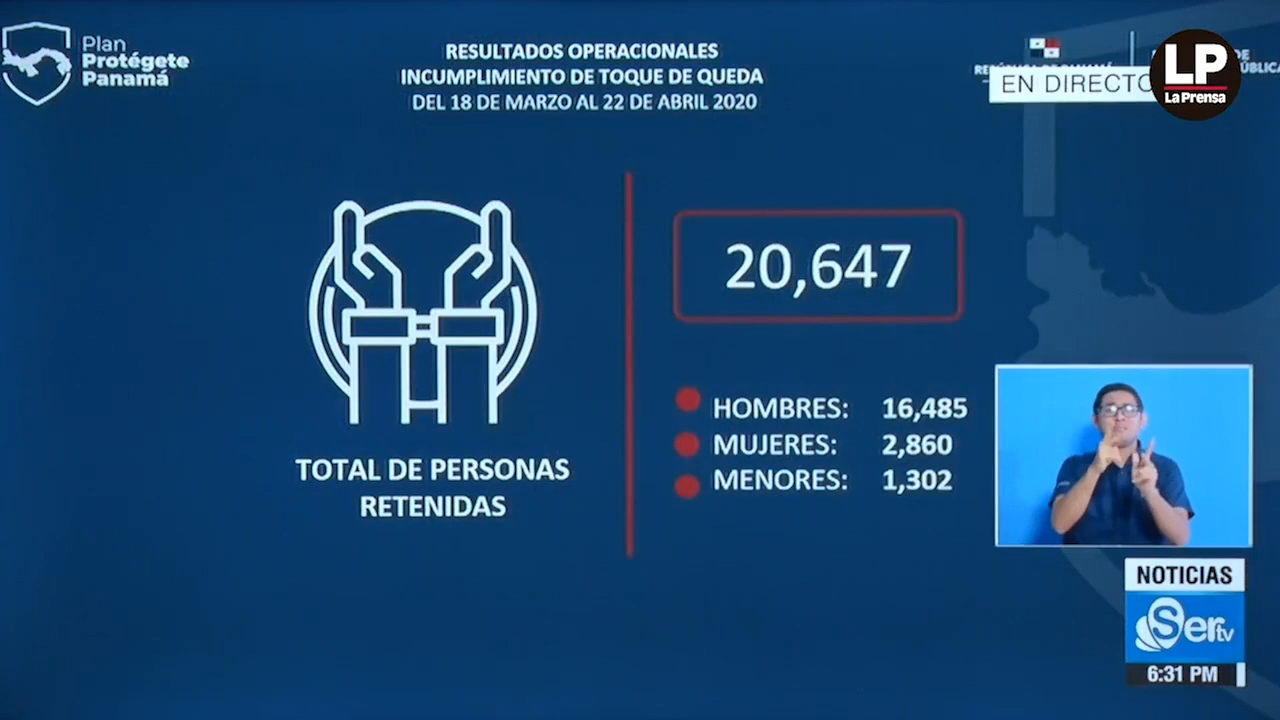 Plan
Protégete
Panamá
RESULTADOS OPERACIONALES
INCUMPLIMIENTO DE TOQUE DE QUEDA
DEL 18 DE MARZO AL 22 DE ABRIL 2020
EN DIRECTO
LP
La Prensa
20,647
HOMBRES: 16,485
MUJERES: 2,860
MENORES: 1,302
TOTAL DE PERSONAS
RETENIDAS
NOTICIAS
Sertv
6:31 PM